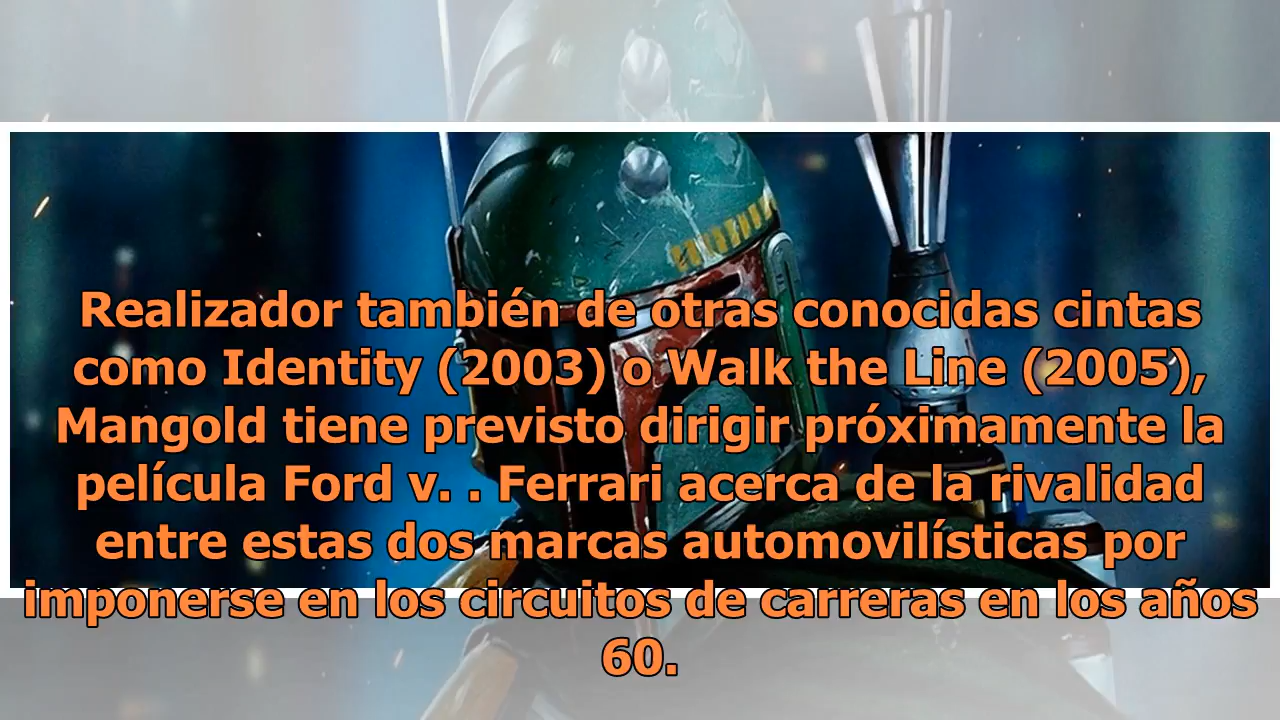 Realizador también de otras conocidas cintas
como Identity (2003) o Walk the Line (2005),
Mangold tiene previsto dirigir próximamente la
película Ford v. . Ferrari acerca de la rivalidad
entre estas dos marcas automovilísticas por
imponerse en los circuitos de carreras en los años
60.